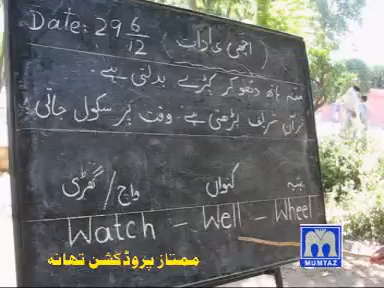 Date: 29 6/12
(اچھی عادات)
منہ ہاتھ دھو کر کپڑے بدلتی ہے۔
قرآن شریف پڑھتی ہے۔ وقت پر سکول جاتی
پہیہ کنواں واچ/گھڑی
Watch - Well - Wheel
MUMTAZ
ممتاز پروڈکشن تھانہ